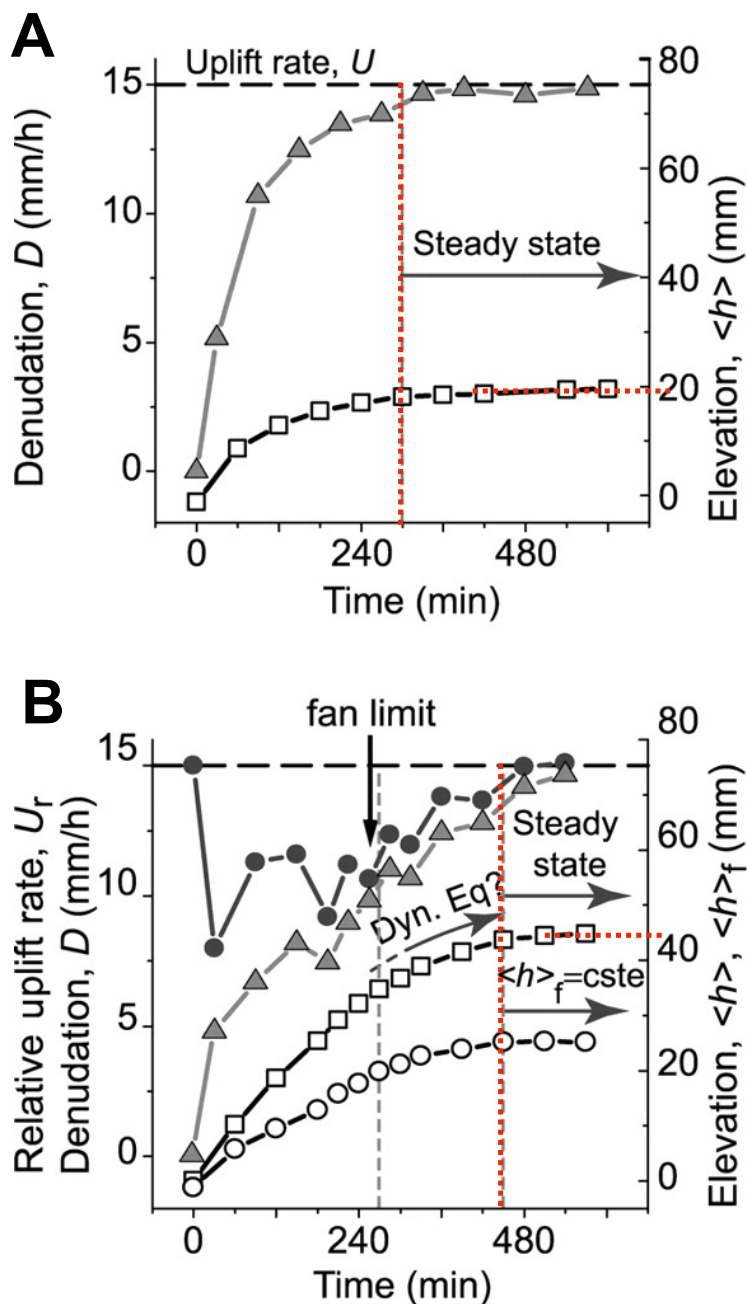 A
Uplift rate, U
Denudation, D (mm/h)
15
10
5
0
80
60
40
20
0
Elevation, <h> (mm)
Steady state
0
240
480
Time (min)
B
fan limit
Relative uplift rate, Ur
Denudation, D (mm/h)
15
10
5
0
80
60
40
20
0
Elevation, <h>, <h>f (mm)
Steady
state
Dyn. Eq?
<h>f=cste
0
240
480
Time (min)